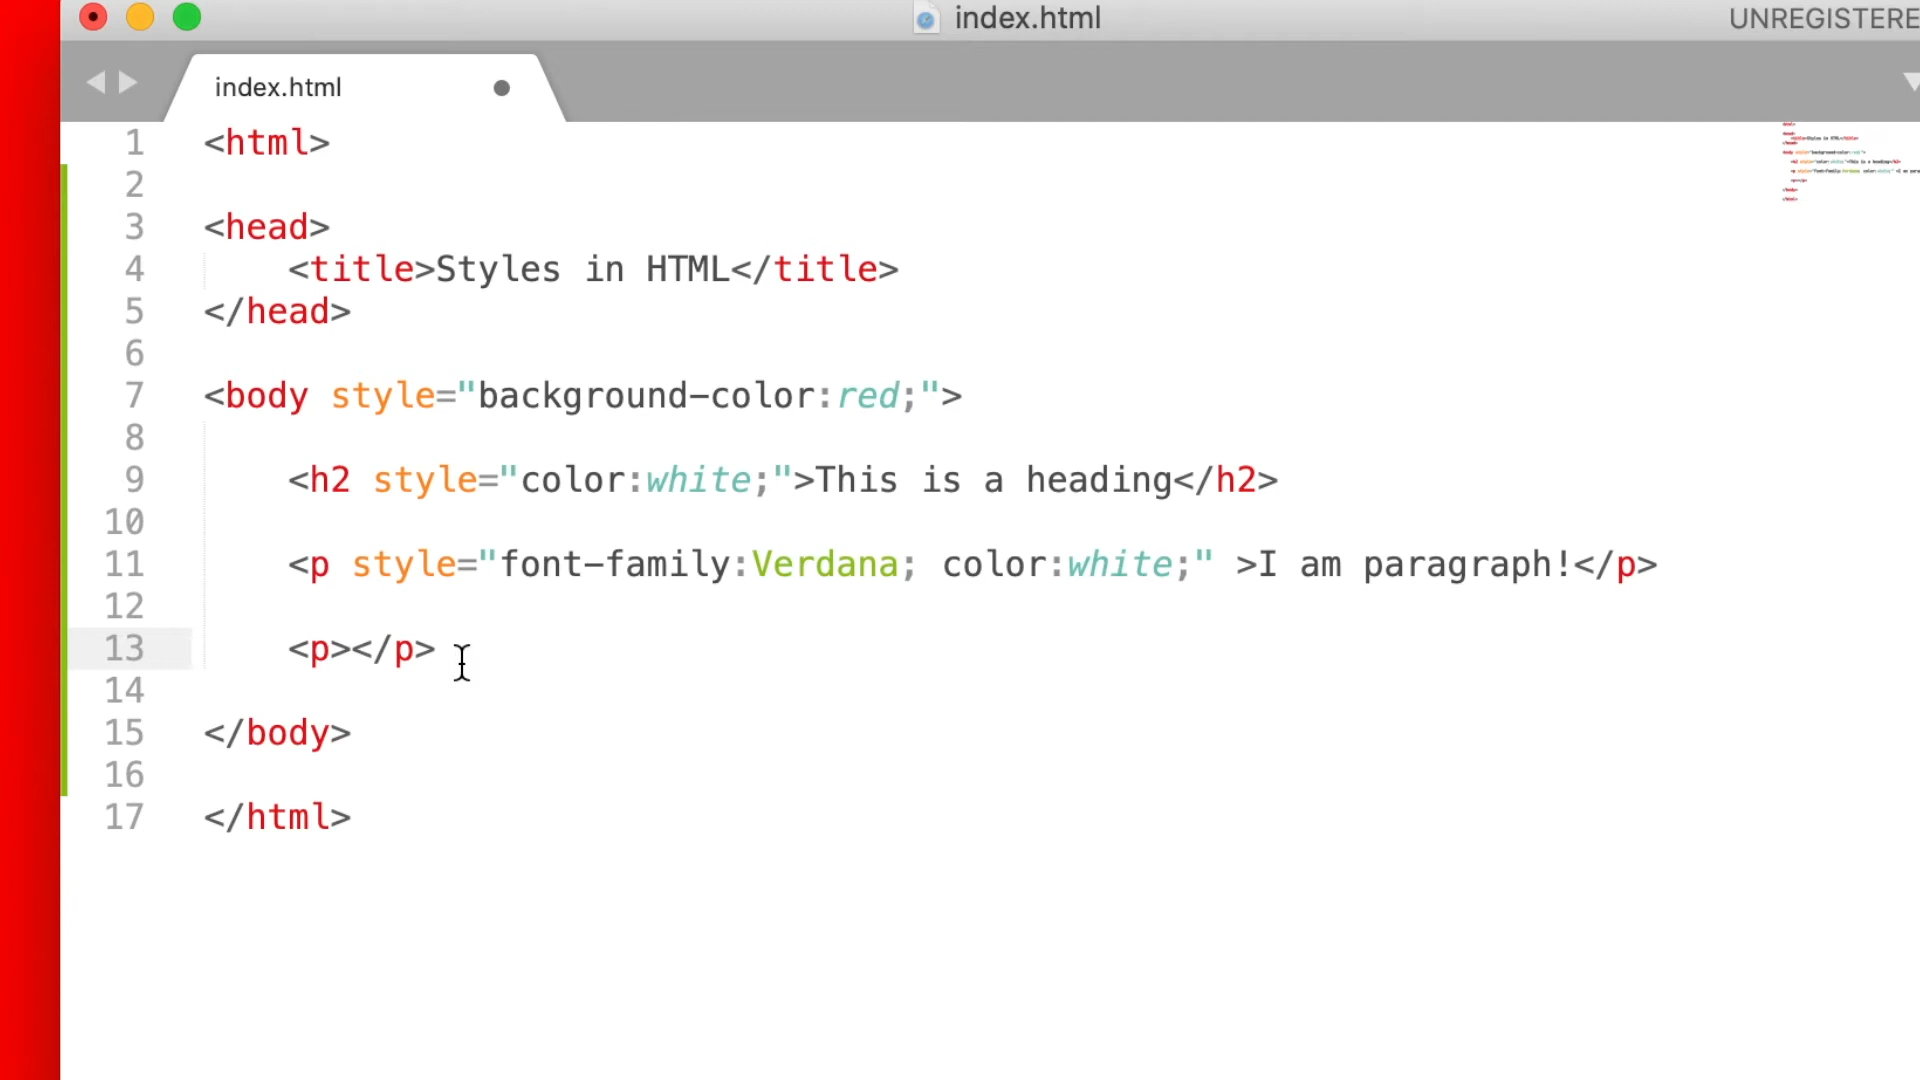 index.html
UNREGISTERE
index.html
1 <html>
2
3 <head>
4 <title>Styles in HTML</title>
5 </head>
6
7 <body style="background-color:red;">
8
9 <h2 style="color:white;">This is a heading</h2>
10
11 <p style="font-family:Verdana; color:white;" >I am paragraph!</p>
12
13 <p></p>
14
15 </body>
16
17 </html>